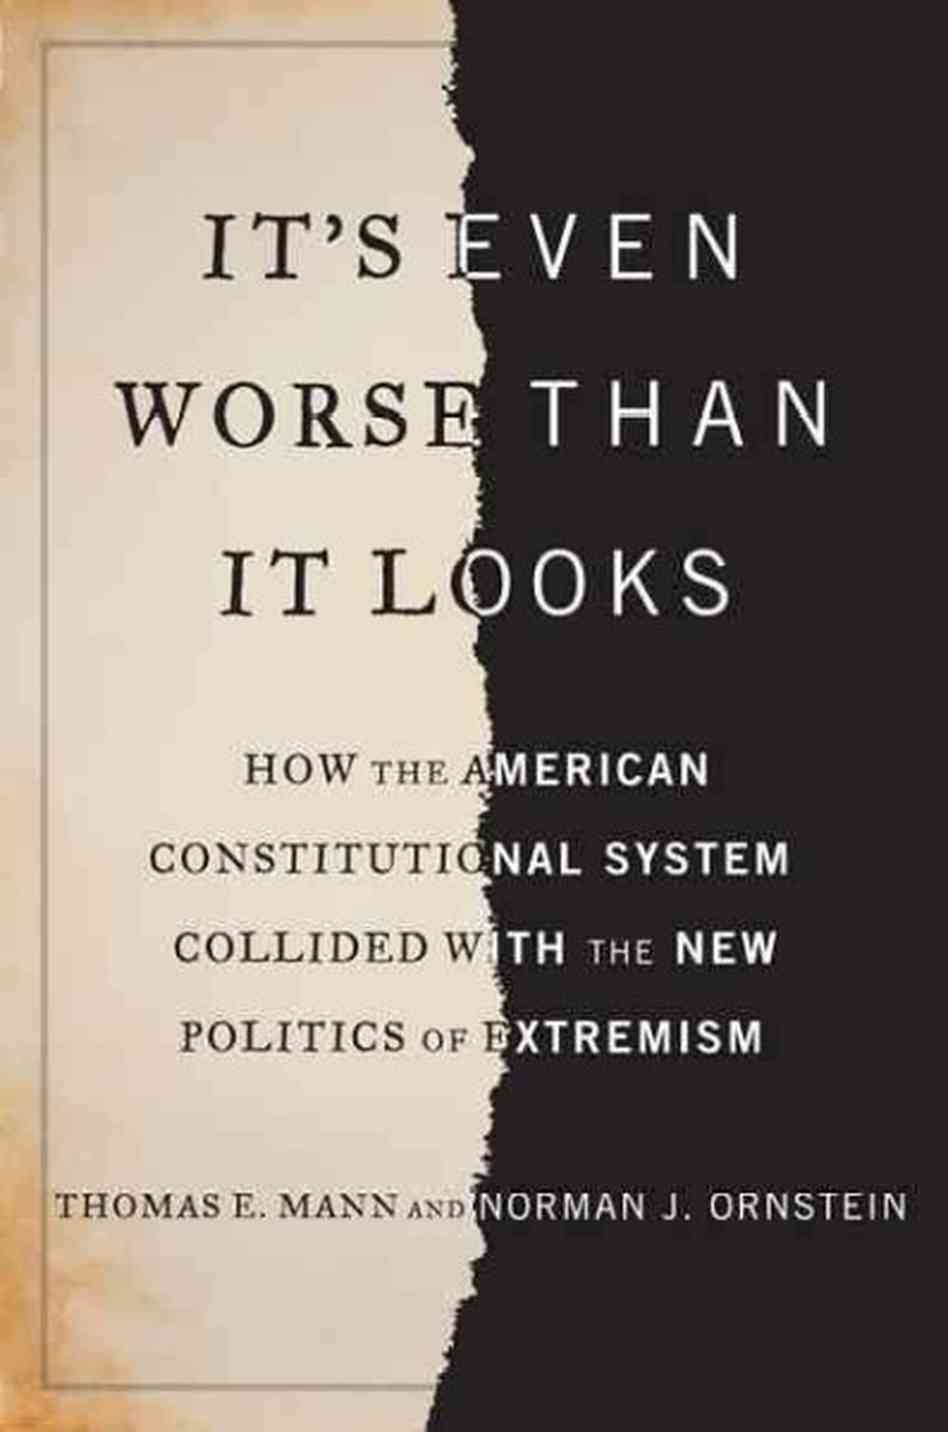 IT'S EVEN
WORSE THAN
IT LOOKS
HOW THE AMERICAN
CONSTITUTIONAL SYSTEM
COLLIDED WITH THE NEW
POLITICS OF EXTREMISM
THOMAS E. MANN AND NORMAN J. ORNSTEIN